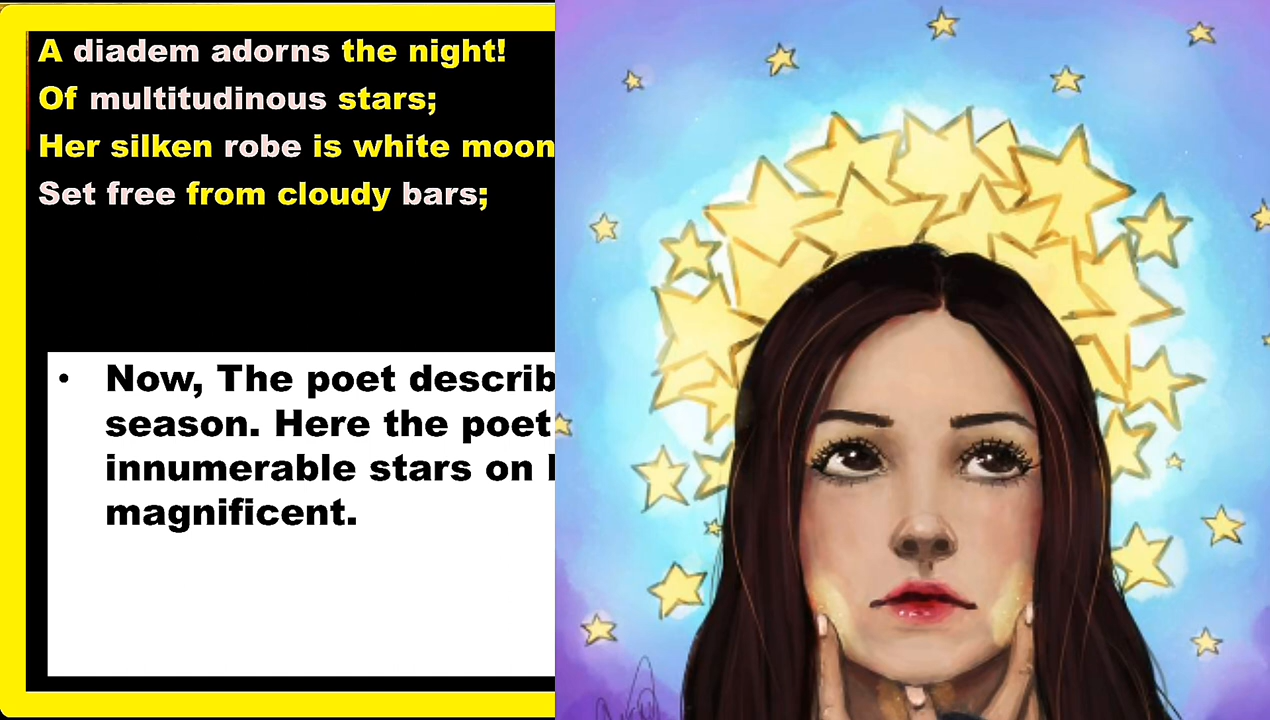 A diadem adorns the night!
Of multitudinous stars;
Her silken robe is white moon
Set free from cloudy bars;
• Now, The poet describ
season. Here the poet
innumerable stars on
magnificent.